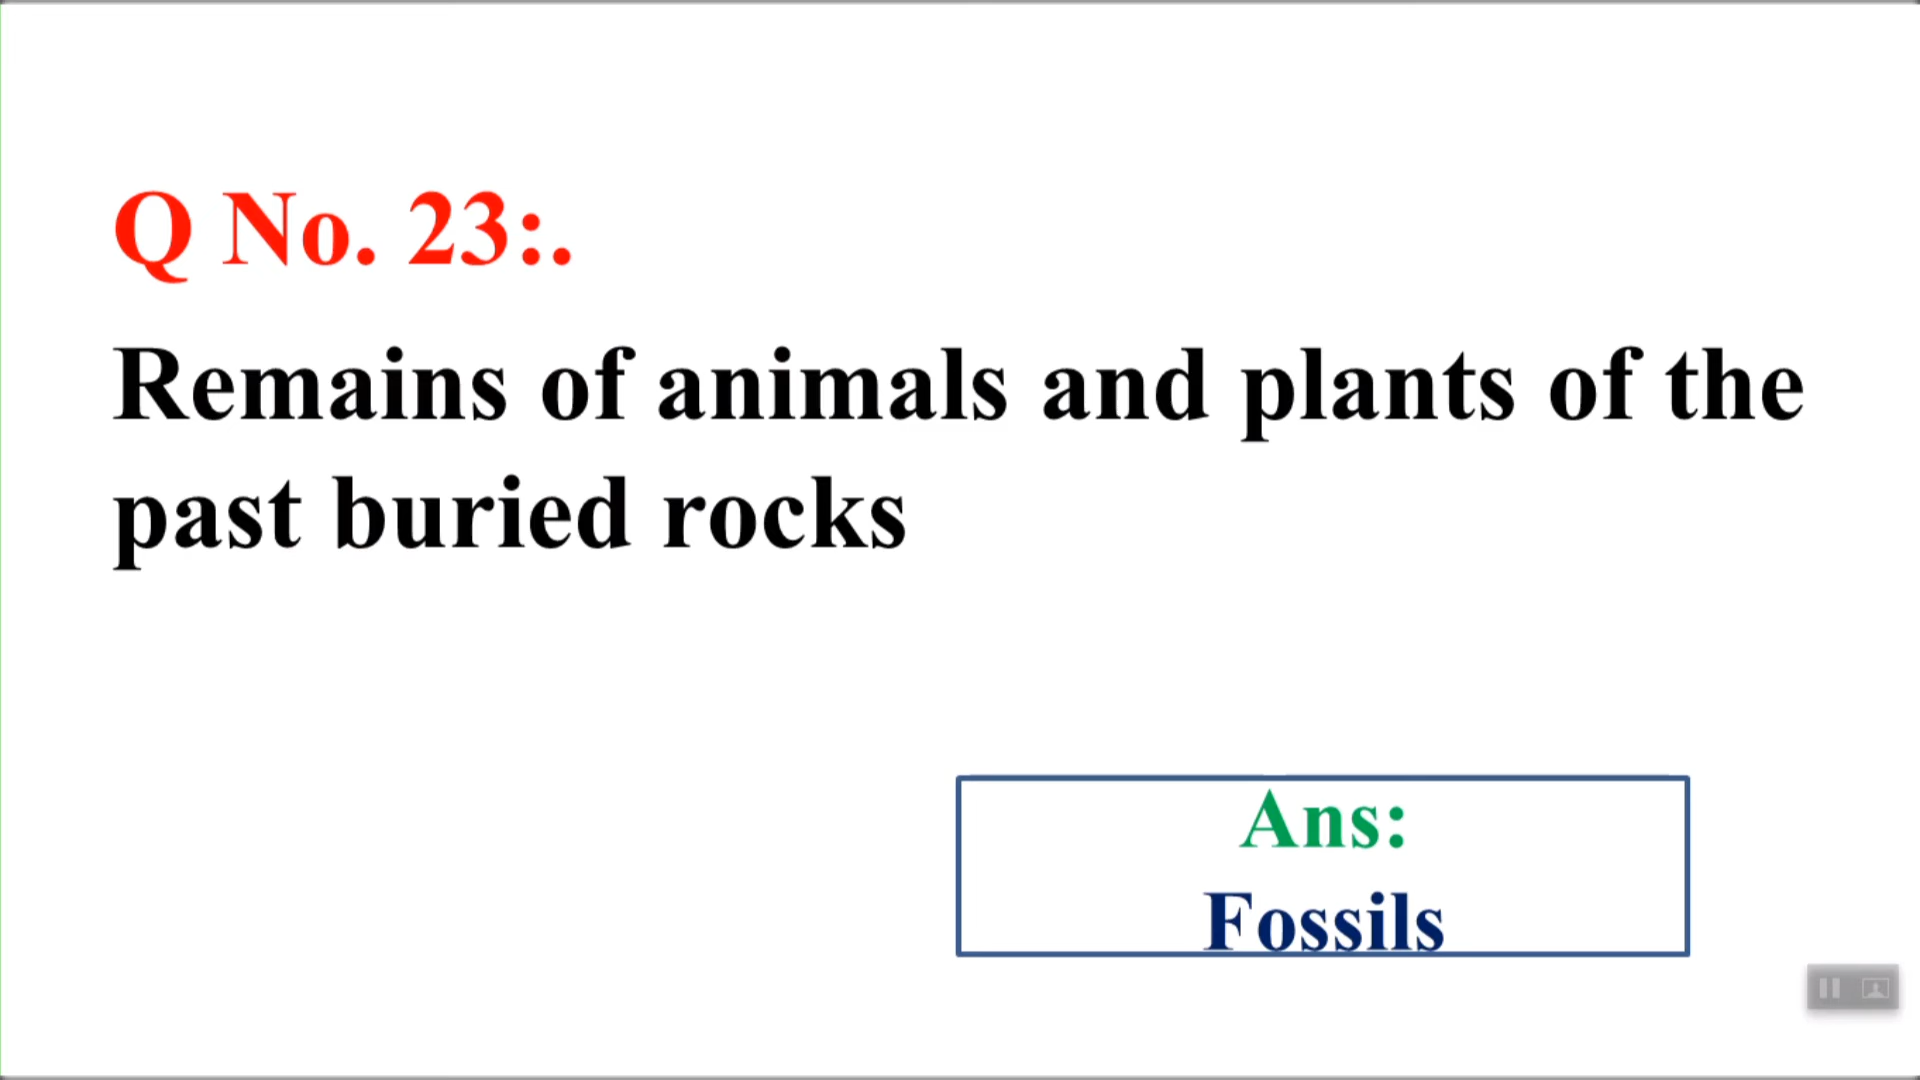 Q No. 23:.
Remains of animals and plants of the
past buried rocks
Ans:
Fossils